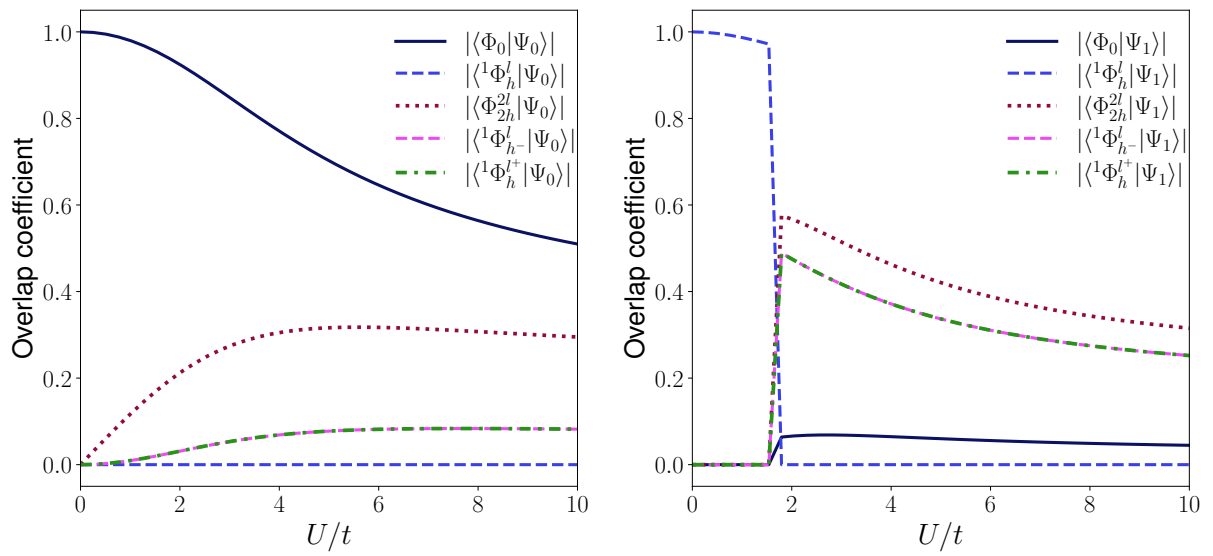 Overlap coefficient
1.0
0.8
0.6
0.4
0.2
0.0
0 2 4 6 8 10
U/t
|⟨Φ₀|Ψ₀⟩|
|⟨¹Φₕˡ|Ψ₀⟩|
|⟨Φ₂ₕ²ˡ|Ψ₀⟩|
|⟨¹Φₕ₋ˡ|Ψ₀⟩|
|⟨¹Φₕˡ⁺|Ψ₀⟩|
Overlap coefficient
1.0
0.8
0.6
0.4
0.2
0.0
0 2 4 6 8 10
U/t
|⟨Φ₀|Ψ₁⟩|
|⟨¹Φₕˡ|Ψ₁⟩|
|⟨Φ₂ₕ²ˡ|Ψ₁⟩|
|⟨¹Φₕ₋ˡ|Ψ₁⟩|
|⟨¹Φₕˡ⁺|Ψ₁⟩|